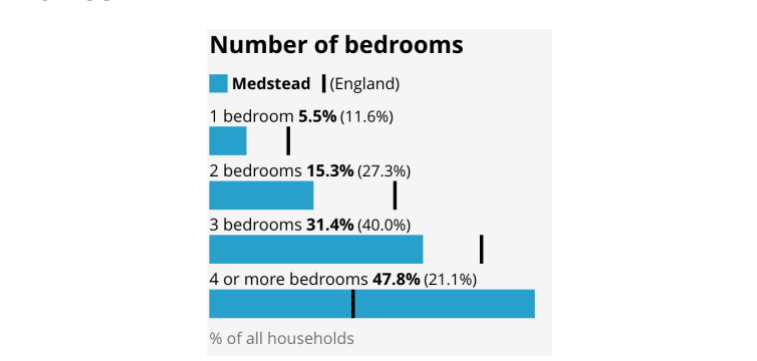 Number of bedrooms
Medstead (England)
1 bedroom 5.5% (11.6%)
2 bedrooms 15.3% (27.3%)
3 bedrooms 31.4% (40.0%)
4 or more bedrooms 47.8% (21.1%)
% of all households